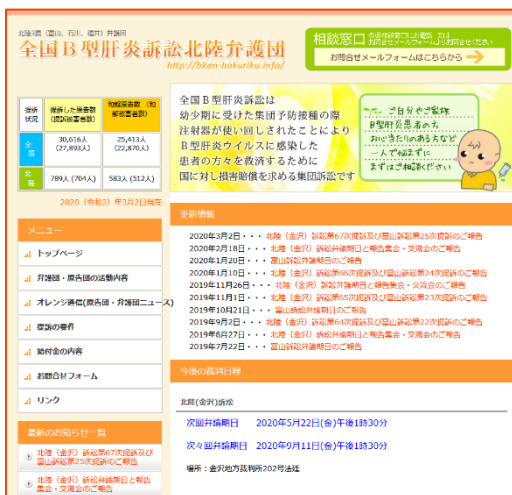 北陸3県（富山、石川、福井）弁護団
全国Ｂ型肝炎訴訟北陸弁護団
http://bkan-hokuriku.info/
相談窓口
お問合せメールフォームはこちらから
提訴状況
提訴した原告数（提訴被害者数）
和解原告数（和解被害者数）
全国
30,616人（27,893人）
25,413人（22,870人）
北陸
789人（704人）
583人（512人）
2020（令和2）年3月2日現在
全国Ｂ型肝炎訴訟は
幼少期に受けた集団予防接種の際
注射器が使い回しされたことにより
Ｂ型肝炎ウイルスに感染した
患者の方々を救済するために
国に対し損害賠償を求める集団訴訟です
ご自分やご家族
B型肝炎患者の方
お心当たりのある方など
一人で悩まずに
まずはご相談ください
メニュー
トップページ
弁護団・原告団の活動内容
オレンジ通信(原告団・弁護団ニュース)
提訴の要件
給付金の内容
お問合せフォーム
リンク
最新のお知らせ一覧
北陸（金沢）訴訟第67次提訴及び富山訴訟第25次提訴のご報告
北陸（金沢）訴訟弁論期日と報告集会・交流会のご報告
更新情報
2020年3月2日・・・北陸（金沢）訴訟第67次提訴及び富山訴訟第25次提訴のご報告
2020年2月18日・・・北陸（金沢）訴訟弁論期日と報告集会・交流会のご報告
2020年1月20日・・・富山訴訟弁論期日のご報告
2020年1月10日・・・北陸（金沢）訴訟第66次提訴及び富山訴訟第24次提訴のご報告
2019年11月26日・・・北陸（金沢）訴訟弁論期日と報告集会・交流会のご報告
2019年11月1日・・・北陸（金沢）訴訟第65次提訴及び富山訴訟第23次提訴のご報告
2019年10月21日・・・富山訴訟弁論期日のご報告
2019年9月2日・・・北陸（金沢）訴訟第64次提訴及び富山訴訟第22次提訴のご報告
2019年8月27日・・・北陸（金沢）訴訟弁論期日と報告集会・交流会のご報告
2019年7月22日・・・富山訴訟弁論期日のご報告
今後の裁判日程
北陸(金沢)訴訟
次回弁論期日　2020年5月22日(金)午後1時30分
次々回弁論期日　2020年9月11日(金)午後1時30分
場所：金沢地方裁判所202号法廷